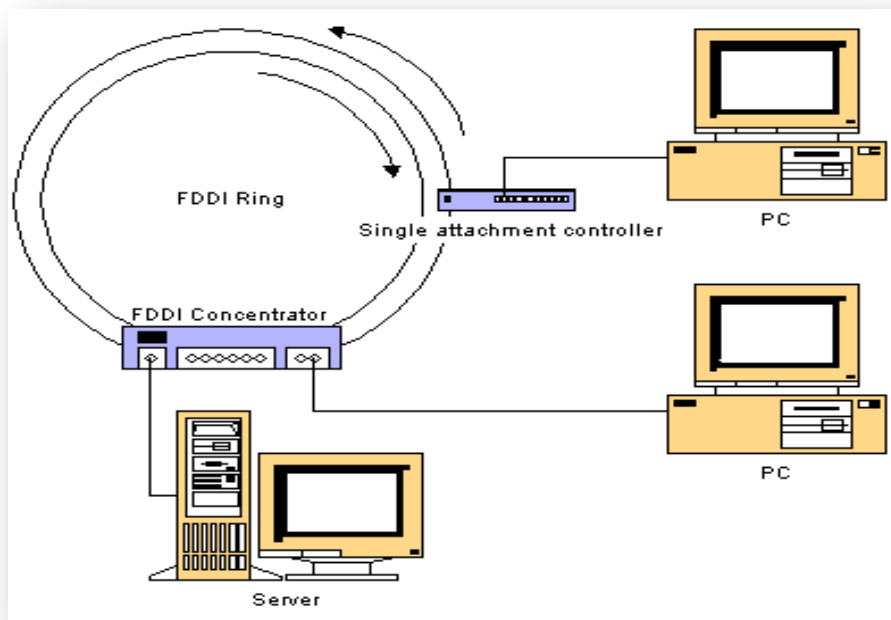 FDDI Ring
Single attachment controller
PC
FDDI Concentrator
PC
Server